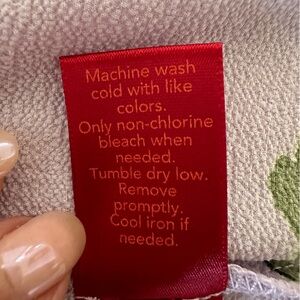 Machine wash
cold with like
colors.
Only non-chlorine
bleach when
needed.
Tumble dry low.
Remove
promptly.
Cool iron if
needed.